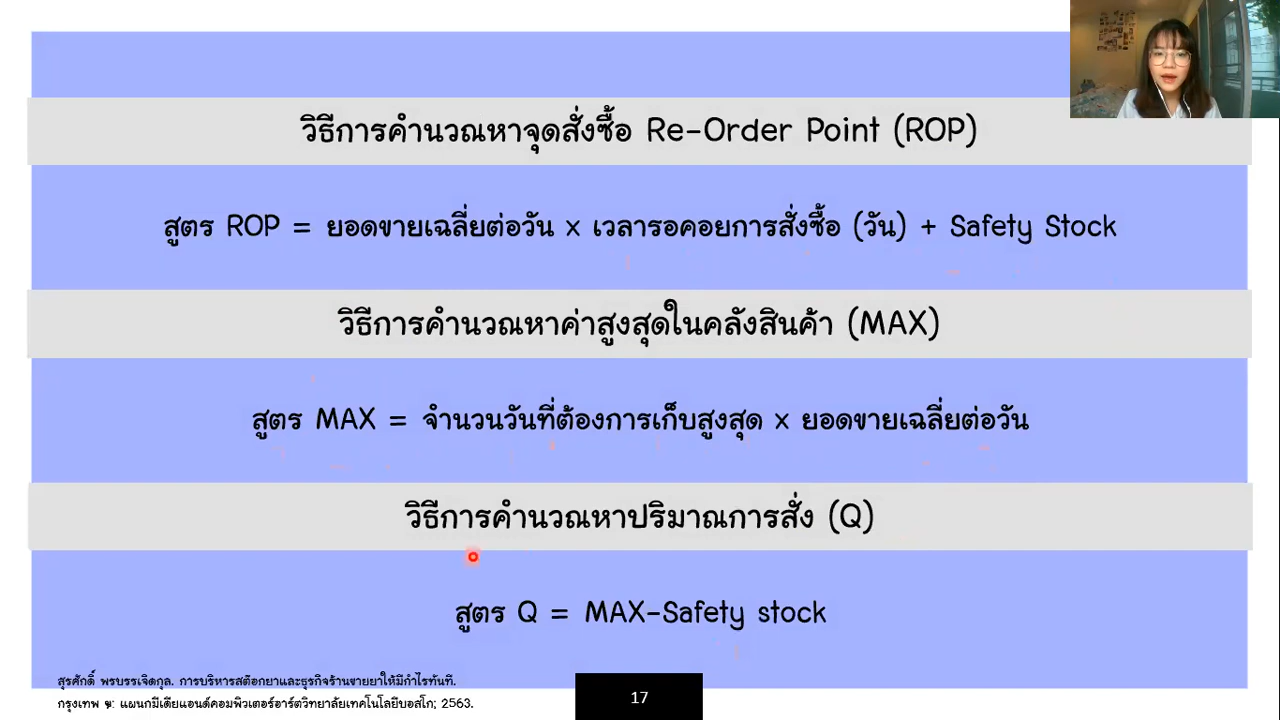 วิธีการคำนวณหาจุดสั่งซื้อ Re-Order Point (ROP)
สูตร ROP = ยอดขายเฉลี่ยต่อวัน x เวลารอคอยการสั่งซื้อ (วัน) + Safety Stock
วิธีการคำนวณหาค่าสูงสุดในคลังสินค้า (MAX)
สูตร MAX = จำนวนวันที่ต้องการเก็บสูงสุด x ยอดขายเฉลี่ยต่อวัน
วิธีการคำนวณหาปริมาณการสั่ง (Q)
สูตร Q = MAX-Safety stock
สุรศักดิ์ พรบรรเจิดกุล. การบริหารสต๊อกยาและธุรกิจร้านขายยาให้มีกำไรทันที.
กรุงเทพ ฯ: แผนกมีเดียแอนด์คอมพิวเตอร์อาร์ตวิทยาลัยเทคโนโลยีบอสโก; 2563.
17